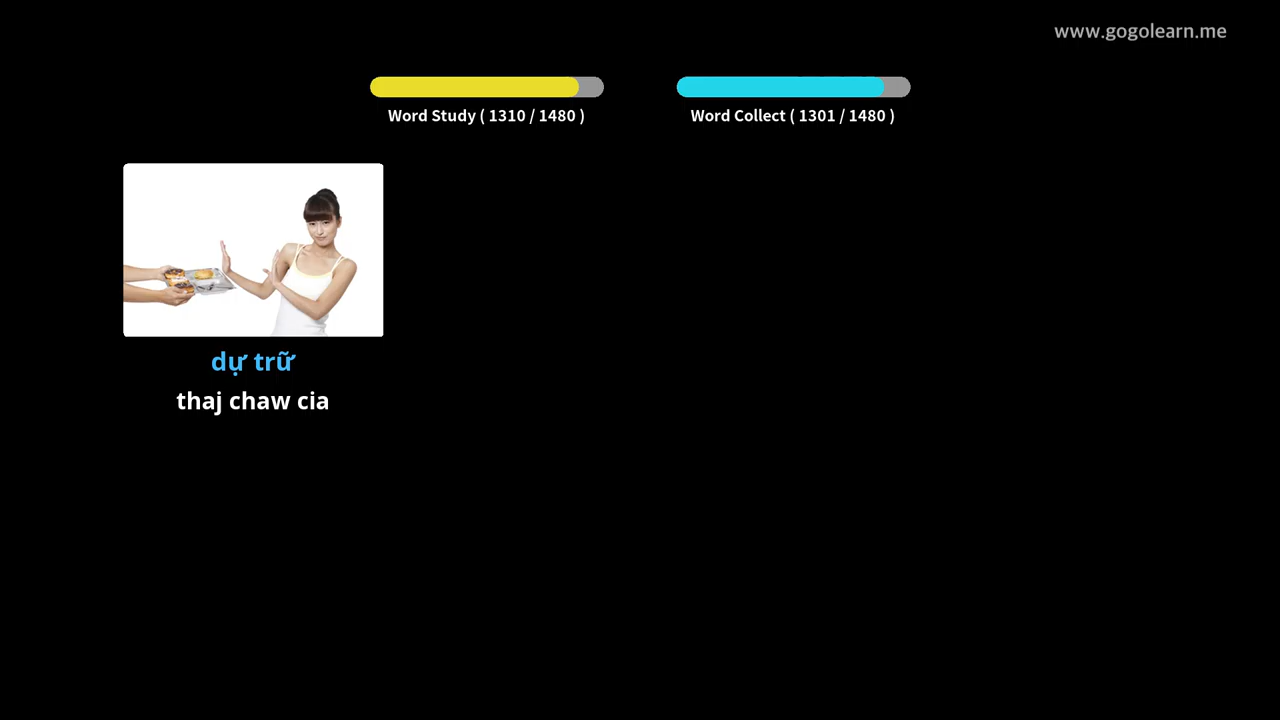 www.gogolearn.me
Word Study ( 1310 / 1480 )
Word Collect ( 1301 / 1480 )
dự trữ
thaj chaw cia